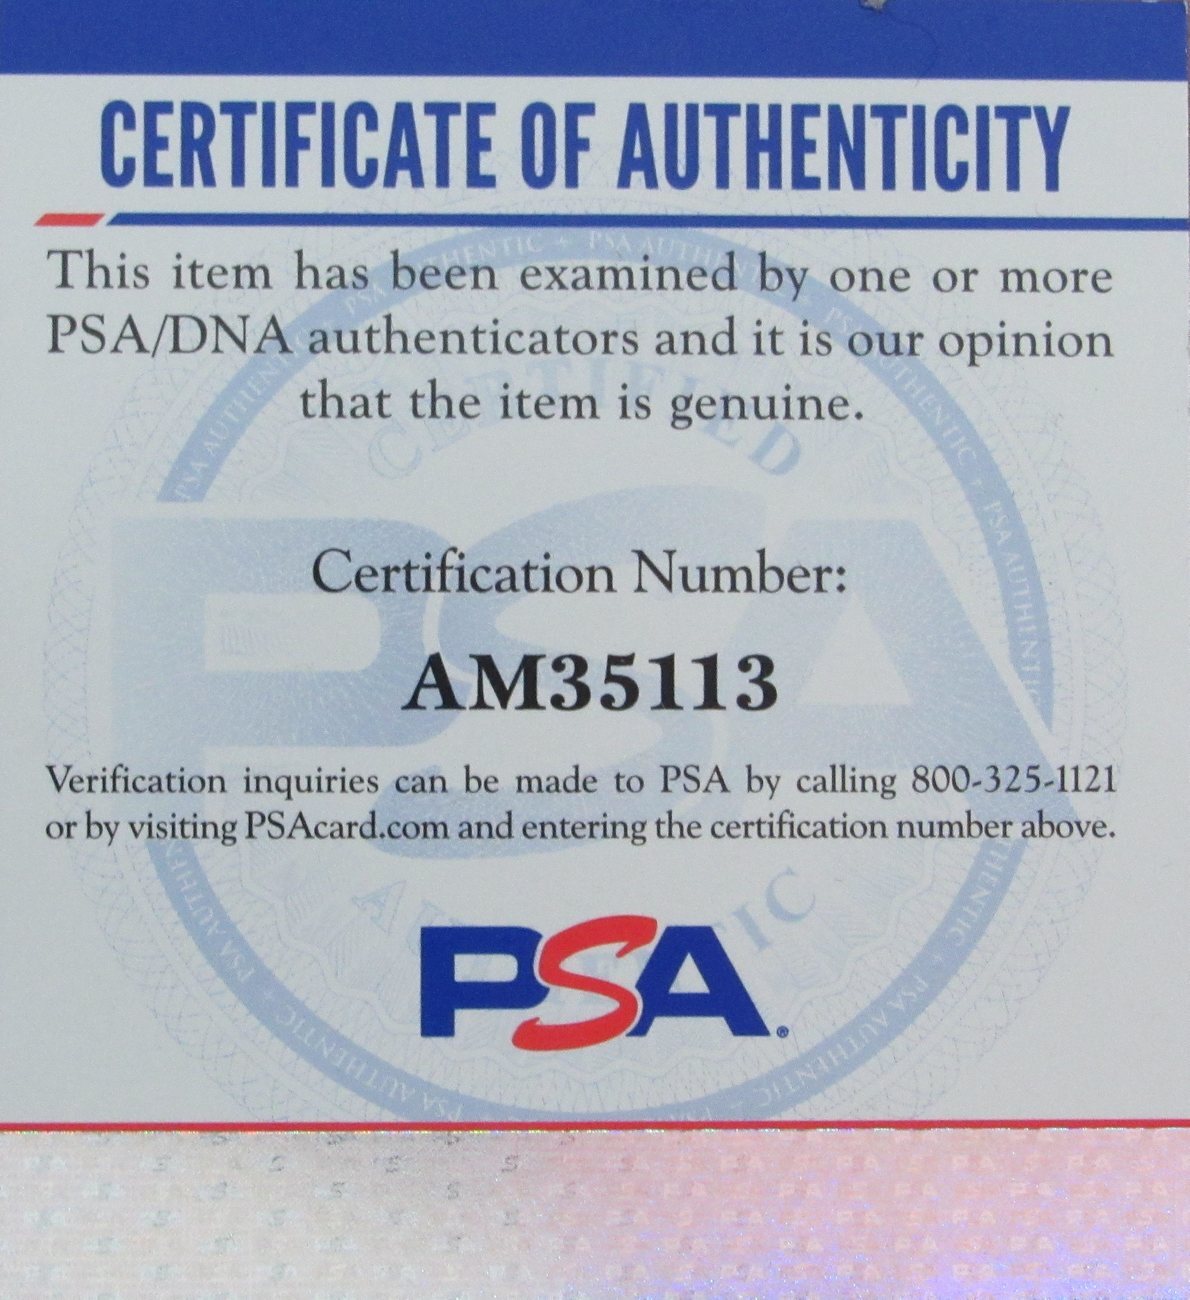 CERTIFICATE OF AUTHENTICITY
This item has been examined by one or more
PSA/DNA authenticators and it is our opinion
that the item is genuine.
CERTIFIED
Certification Number:
AM35113
Verification inquiries can be made to PSA by calling 800-325-1121
or by visiting PSAcard.com and entering the certification number above.
PSA®